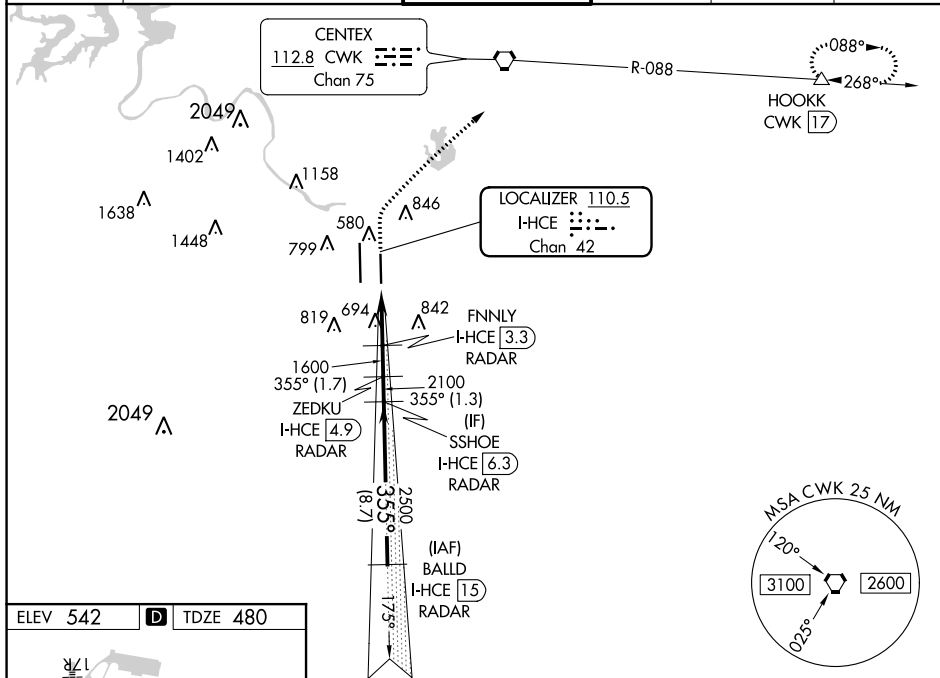 CENTEX
112.8 CWK
Chan 75
R-088
088°
268°
HOOKK
CWK 17
2049
1402
1158
1638
1448
799
580
846
LOCALIZER 110.5
I-HCE
Chan 42
819
694
842
FNNLY
I-HCE 3.3
RADAR
1600
355° (1.7)
ZEDKU
I-HCE 4.9
RADAR
2100
355° (1.3)
(IF)
SSHOE
I-HCE 6.3
RADAR
2049
2500
355°
(8.7)
(IAF)
BALLD
I-HCE 15
RADAR
175°
MSA CWK 25 NM
120°
3100
2600
025°
ELEV 542 D TDZE 480
17R